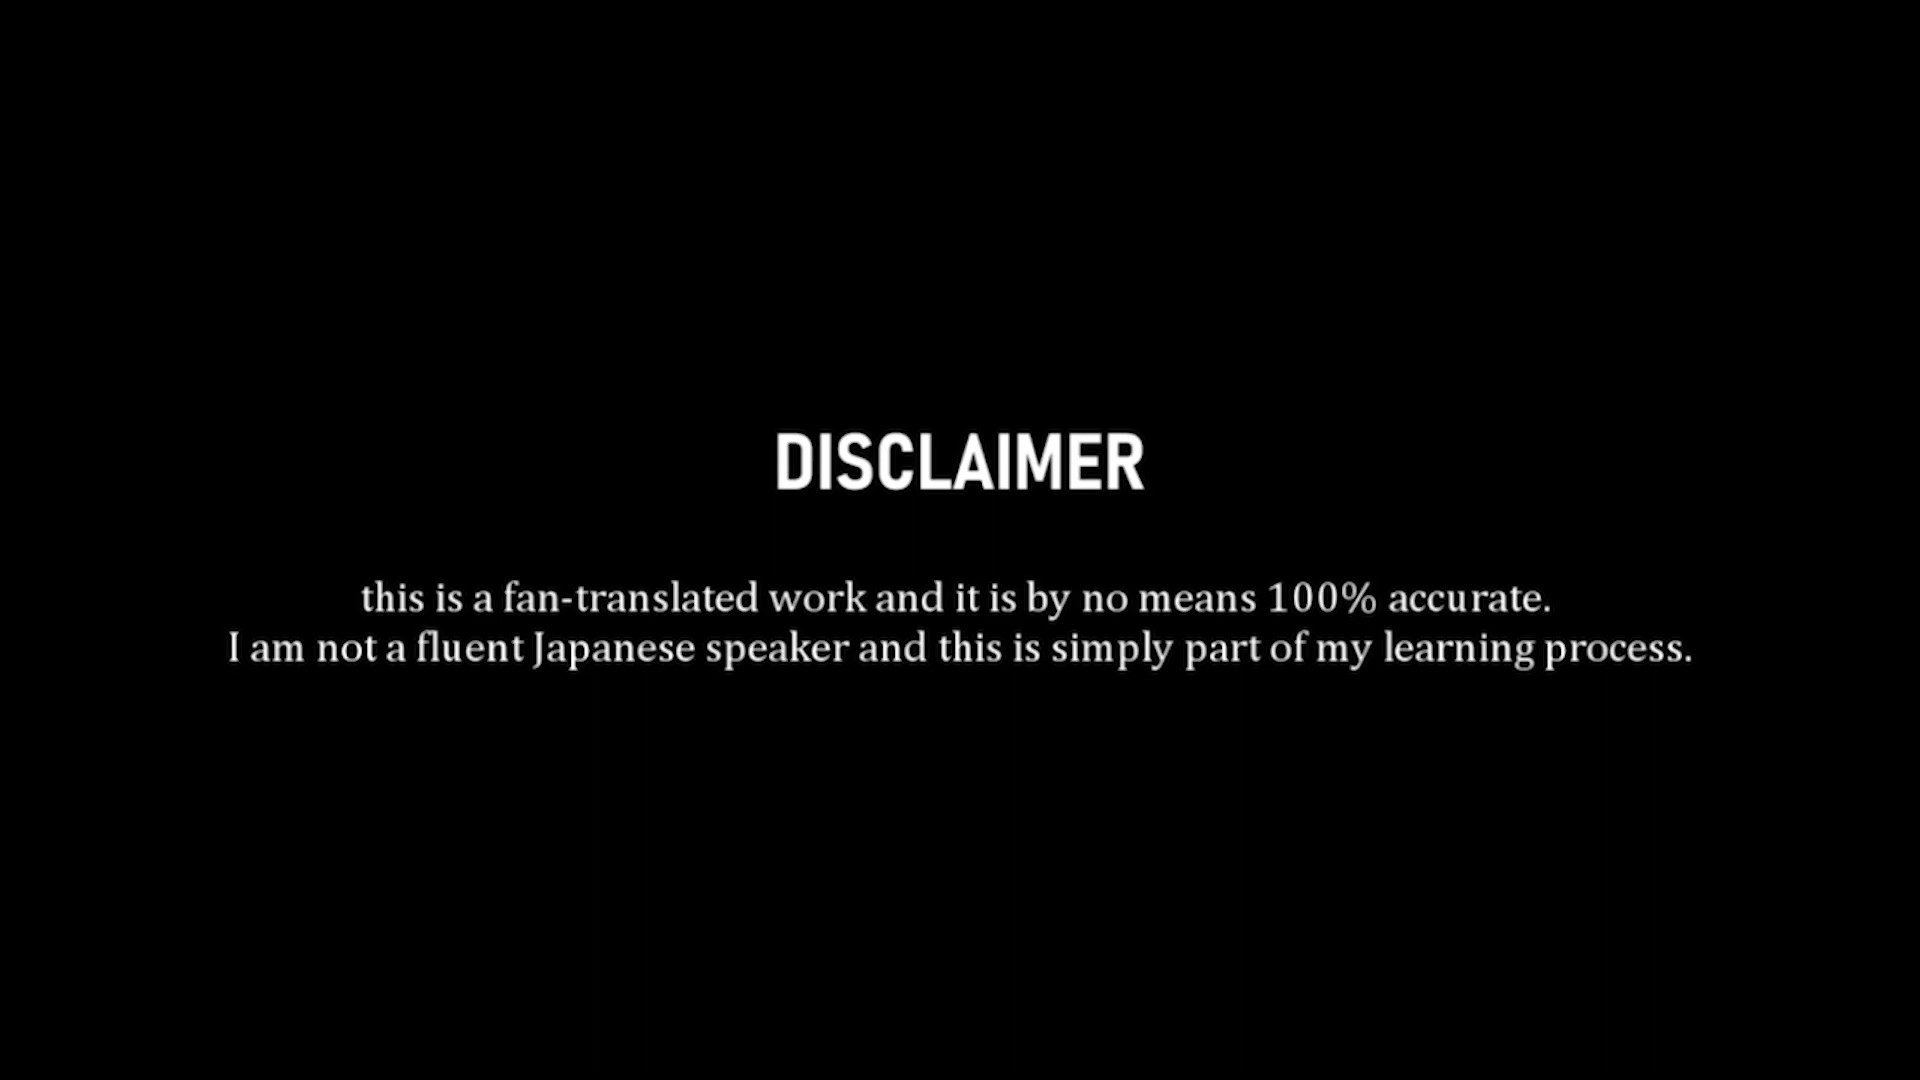 DISCLAIMER
this is a fan-translated work and it is by no means 100% accurate.
I am not a fluent Japanese speaker and this is simply part of my learning process.